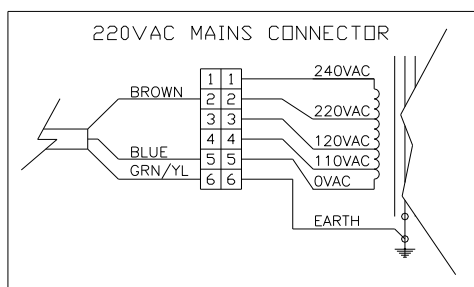 220VAC MAINS CONNECTOR
240VAC
1 1
BROWN
2 2
220VAC
3 3
120VAC
4 4
110VAC
BLUE
5 5
GRN/YL
0VAC
6 6
EARTH